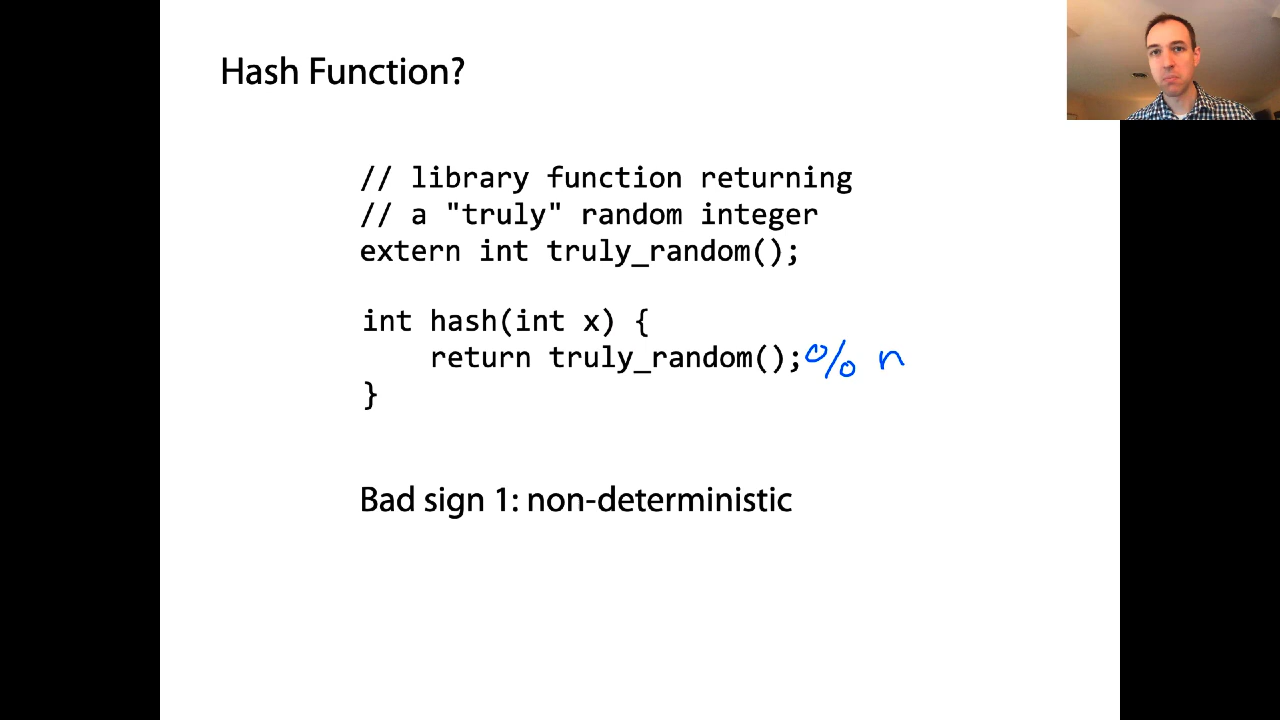 Hash Function?
// library function returning
// a "truly" random integer
extern int truly_random();
int hash(int x) {
return truly_random(); % n
}
Bad sign 1: non-deterministic